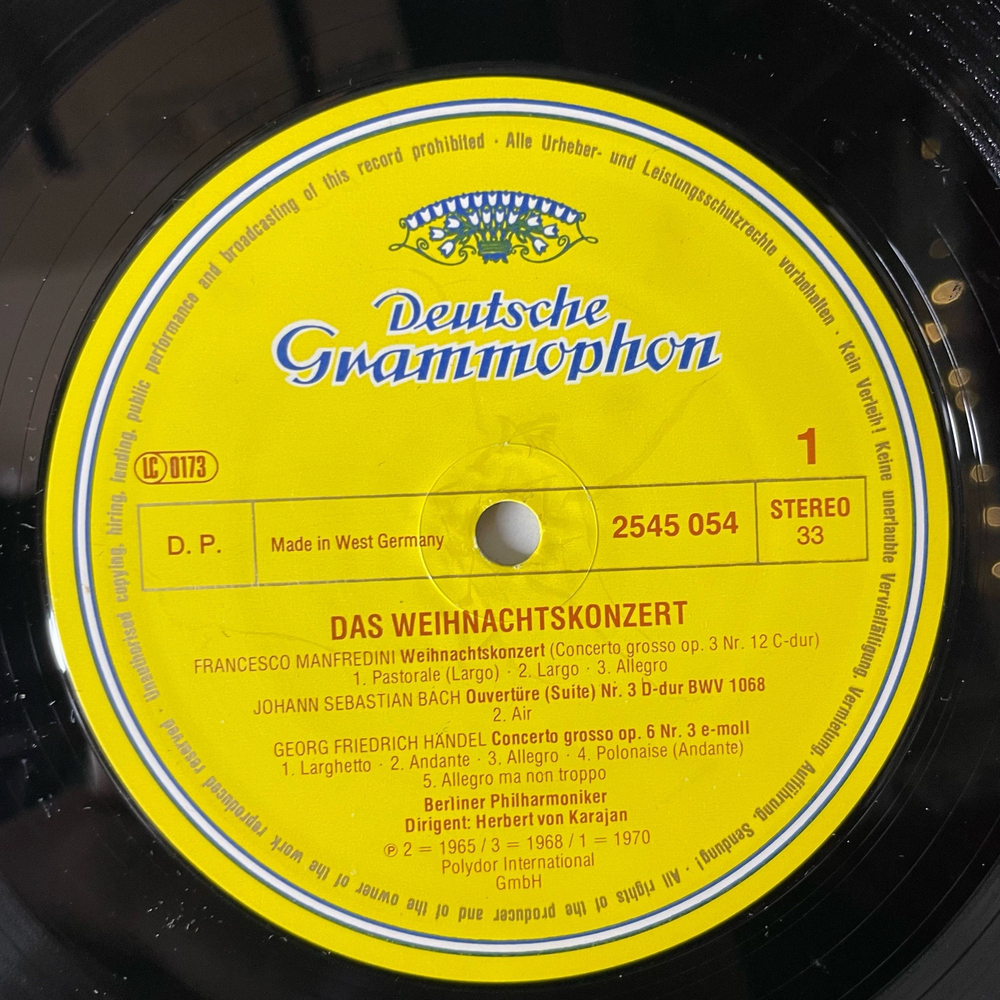 Alle Urheber- und Leistungsschutzrechte vorbehalten · Kein Verleih! Keine unerlaubte Vervielfältigung, Vermietung, Aufführung, Sendung! · All rights of the producer and of the owner of the work reproduced reserved · Unauthorised copying, hiring, lending, public performance and broadcasting of this record prohibited ·
Deutsche
Grammophon
LC 0173
1
D. P.
Made in West Germany
2545 054
STEREO
33
DAS WEIHNACHTSKONZERT
FRANCESCO MANFREDINI Weihnachtskonzert (Concerto grosso op. 3 Nr. 12 C-dur)
1. Pastorale (Largo) · 2. Largo · 3. Allegro
JOHANN SEBASTIAN BACH Ouvertüre (Suite) Nr. 3 D-dur BWV 1068
2. Air
GEORG FRIEDRICH HÄNDEL Concerto grosso op. 6 Nr. 3 e-moll
1. Larghetto · 2. Andante · 3. Allegro · 4. Polonaise (Andante)
5. Allegro ma non troppo
Berliner Philharmoniker
Dirigent: Herbert von Karajan
℗ 2 = 1965 / 3 = 1968 / 1 = 1970
Polydor International
GmbH